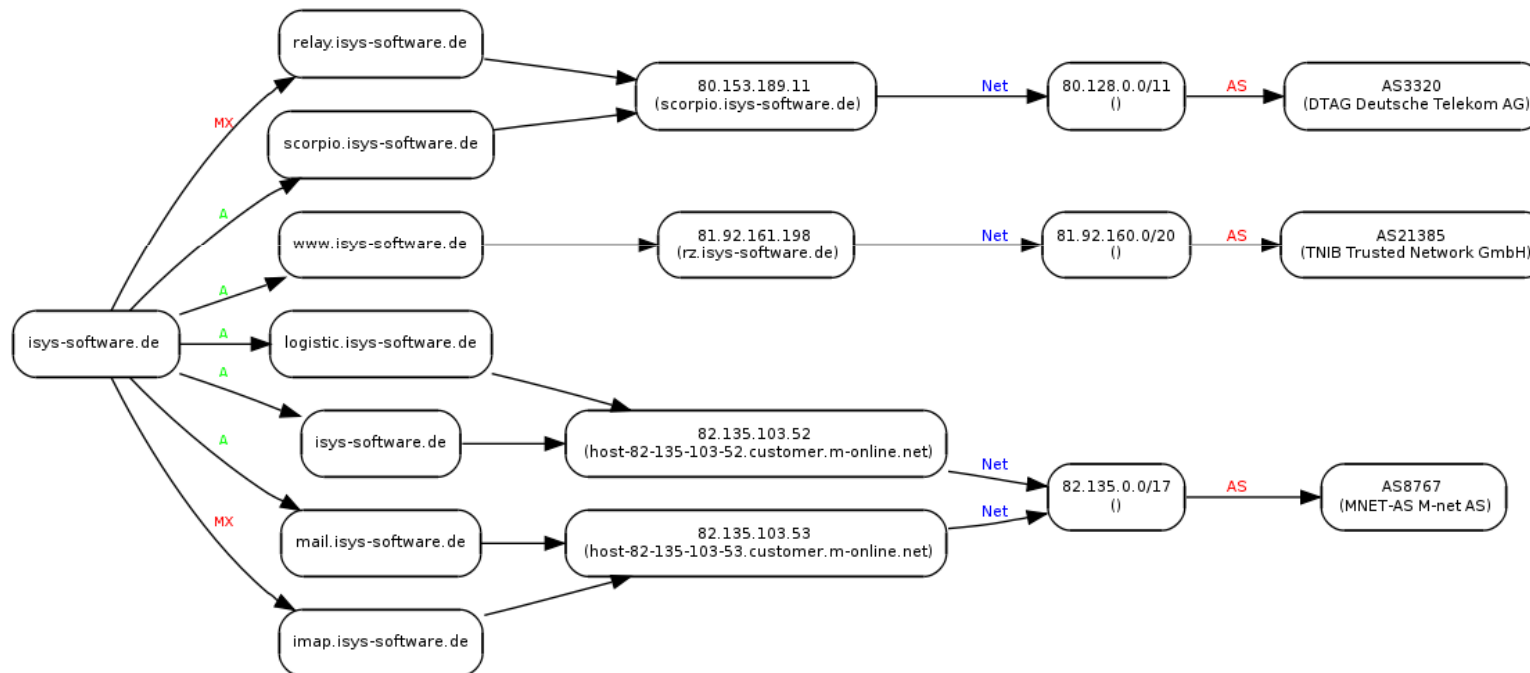 relay.isys-software.de
MX
scorpio.isys-software.de
A
www.isys-software.de
A
isys-software.de
A
logistic.isys-software.de
A
isys-software.de
A
mail.isys-software.de
MX
imap.isys-software.de
80.153.189.11
(scorpio.isys-software.de)
Net
80.128.0.0/11
()
AS
AS3320
(DTAG Deutsche Telekom AG)
81.92.161.198
(rz.isys-software.de)
Net
81.92.160.0/20
()
AS
AS21385
(TNIB Trusted Network GmbH)
82.135.103.52
(host-82-135-103-52.customer.m-online.net)
Net
82.135.103.53
(host-82-135-103-53.customer.m-online.net)
Net
82.135.0.0/17
()
AS
AS8767
(MNET-AS M-net AS)